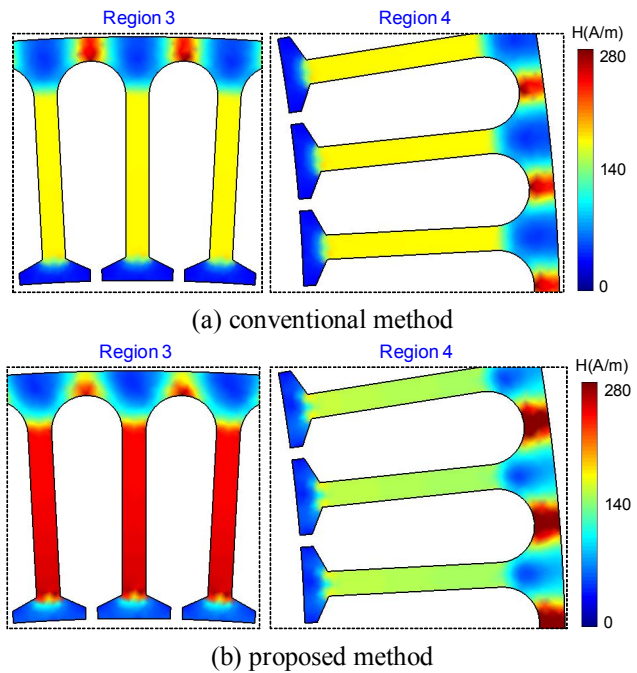 Region 3
Region 4
H(A/m)
280
140
0
(a) conventional method
Region 3
Region 4
H(A/m)
280
140
0
(b) proposed method